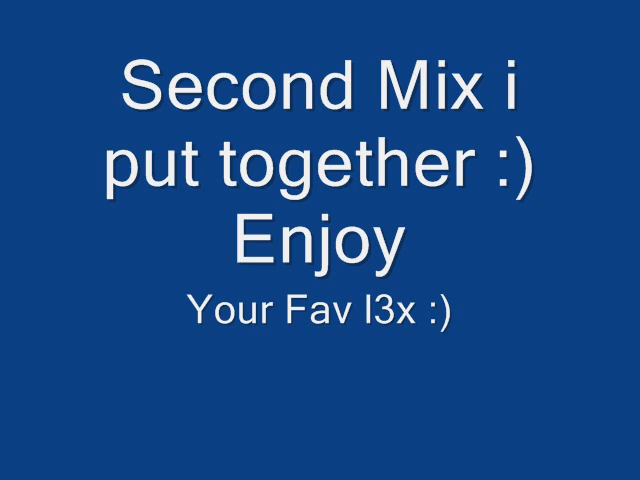 Second Mix i
put together :)
Enjoy
Your Fav l3x :)